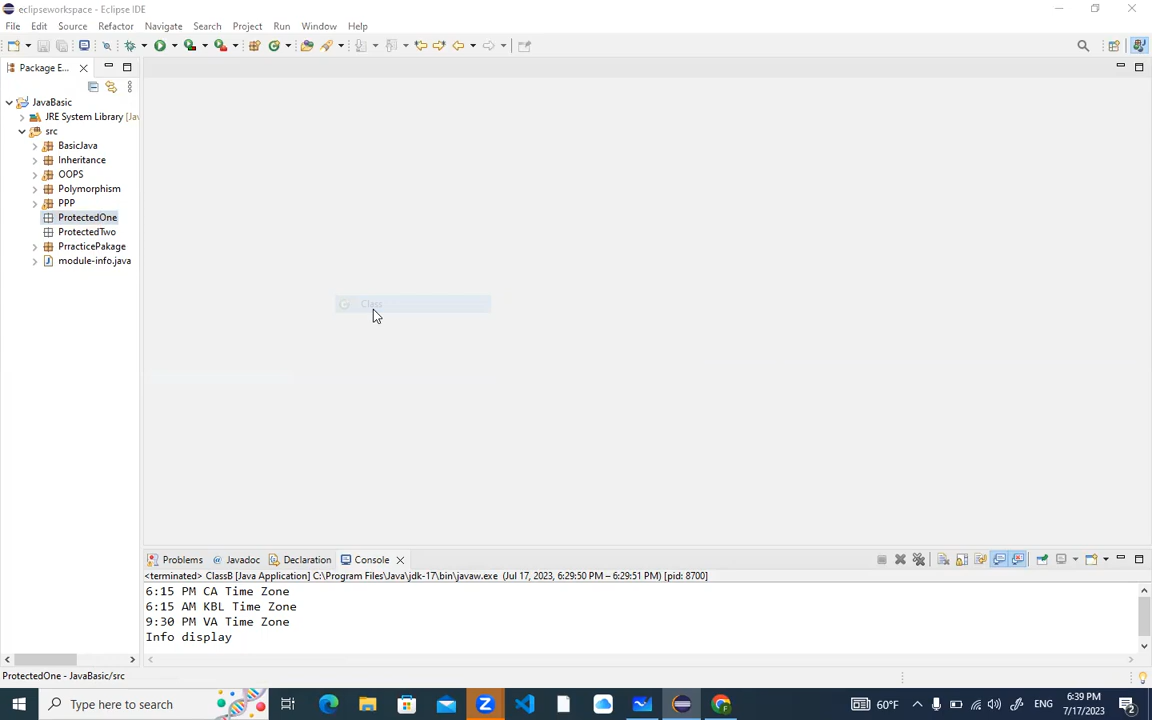 eclipseworkspace - Eclipse IDE
File Edit Source Refactor Navigate Search Project Run Window Help
Package E...
JavaBasic
JRE System Library [Jav
src
BasicJava
Inheritance
OOPS
Polymorphism
PPP
ProtectedOne
ProtectedTwo
PrracticePakage
module-info.java
Class
Problems Javadoc Declaration Console
<terminated> ClassB [Java Application] C:\Program Files\Java\jdk-17\bin\javaw.exe (Jul 17, 2023, 6:29:50 PM – 6:29:51 PM) [pid: 8700]
6:15 PM CA Time Zone
6:15 AM KBL Time Zone
9:30 PM VA Time Zone
Info display
ProtectedOne - JavaBasic/src
Type here to search
60°F
ENG
6:39 PM
7/17/2023
2